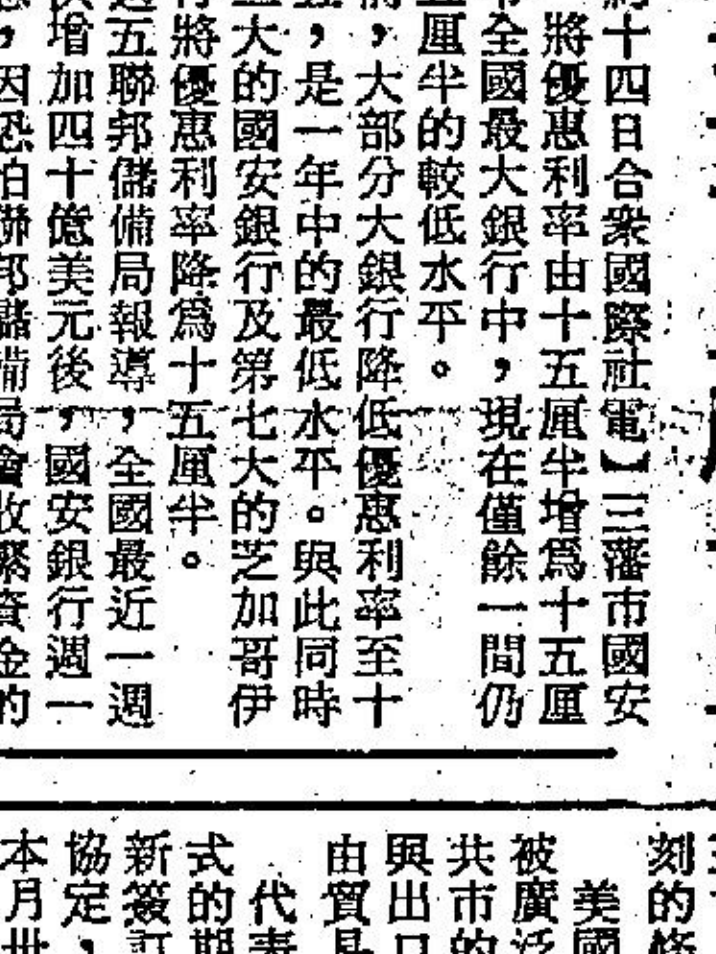 十四日合衆國際社電】三藩市國安
將優惠利率由十五厘半增爲十五厘
全國最大銀行中，現在僅餘一間仍
厘半的較低水平。
，大部分大銀行降低優惠利率至十
，是一年中的最低水平。與此同時
大的國安銀行及第七大的芝加哥伊
將優惠利率降爲十五厘半。
五聯邦儲備局報導，全國最近一週
增加四十億美元後，國安銀行週一
，因恐怕聯邦儲備局會收緊資金的
刻的條
美國
被廣泛
共市的
與出口
由貿易
代表
式的期
新簽訂
協定，
本月卅